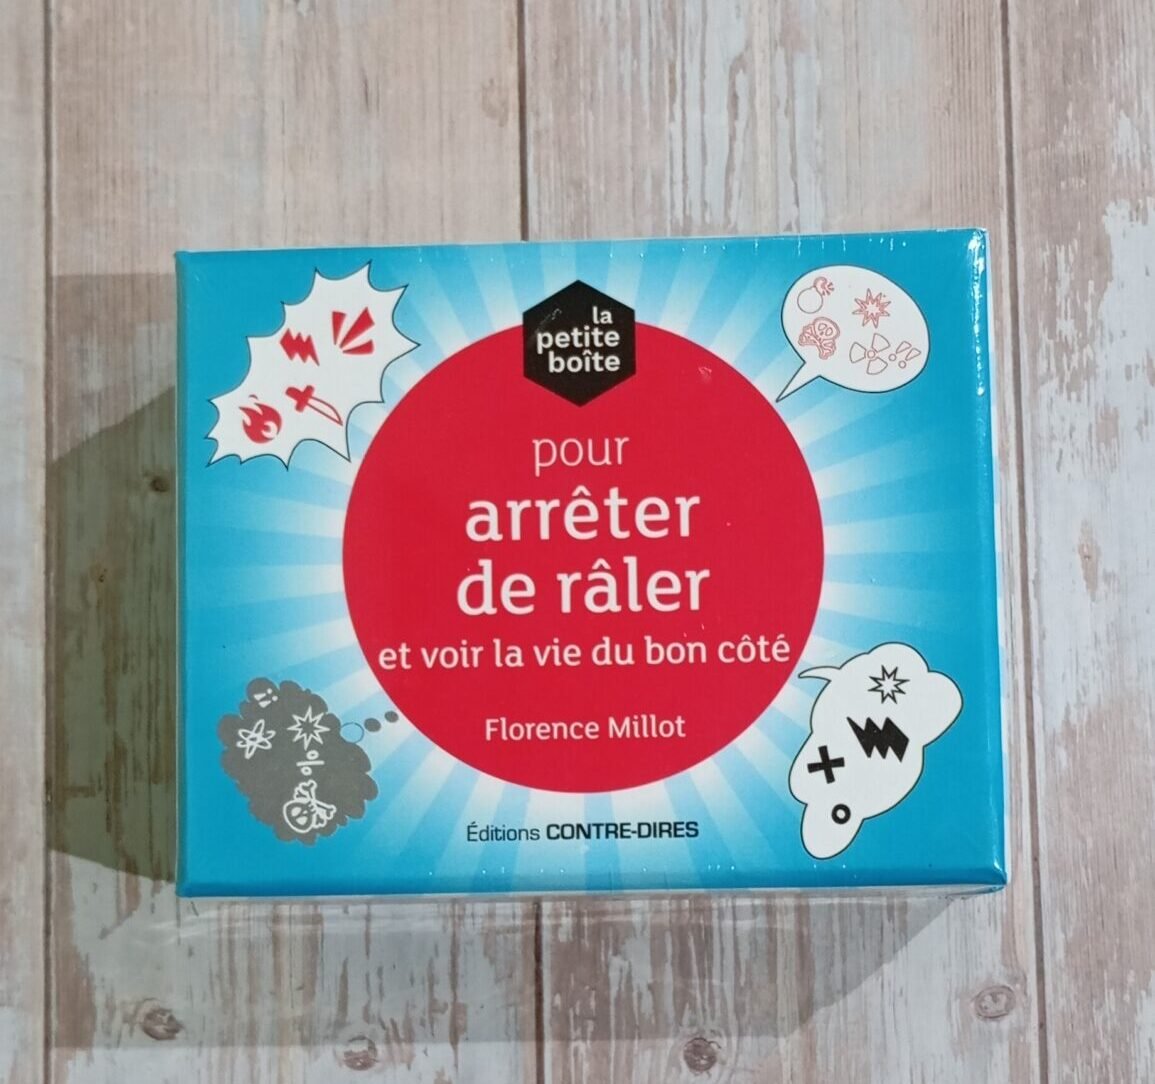 la
petite
boîte
pour
arrêter
de râler
et voir la vie du bon côté
Florence Millot
Éditions CONTRE-DIRES